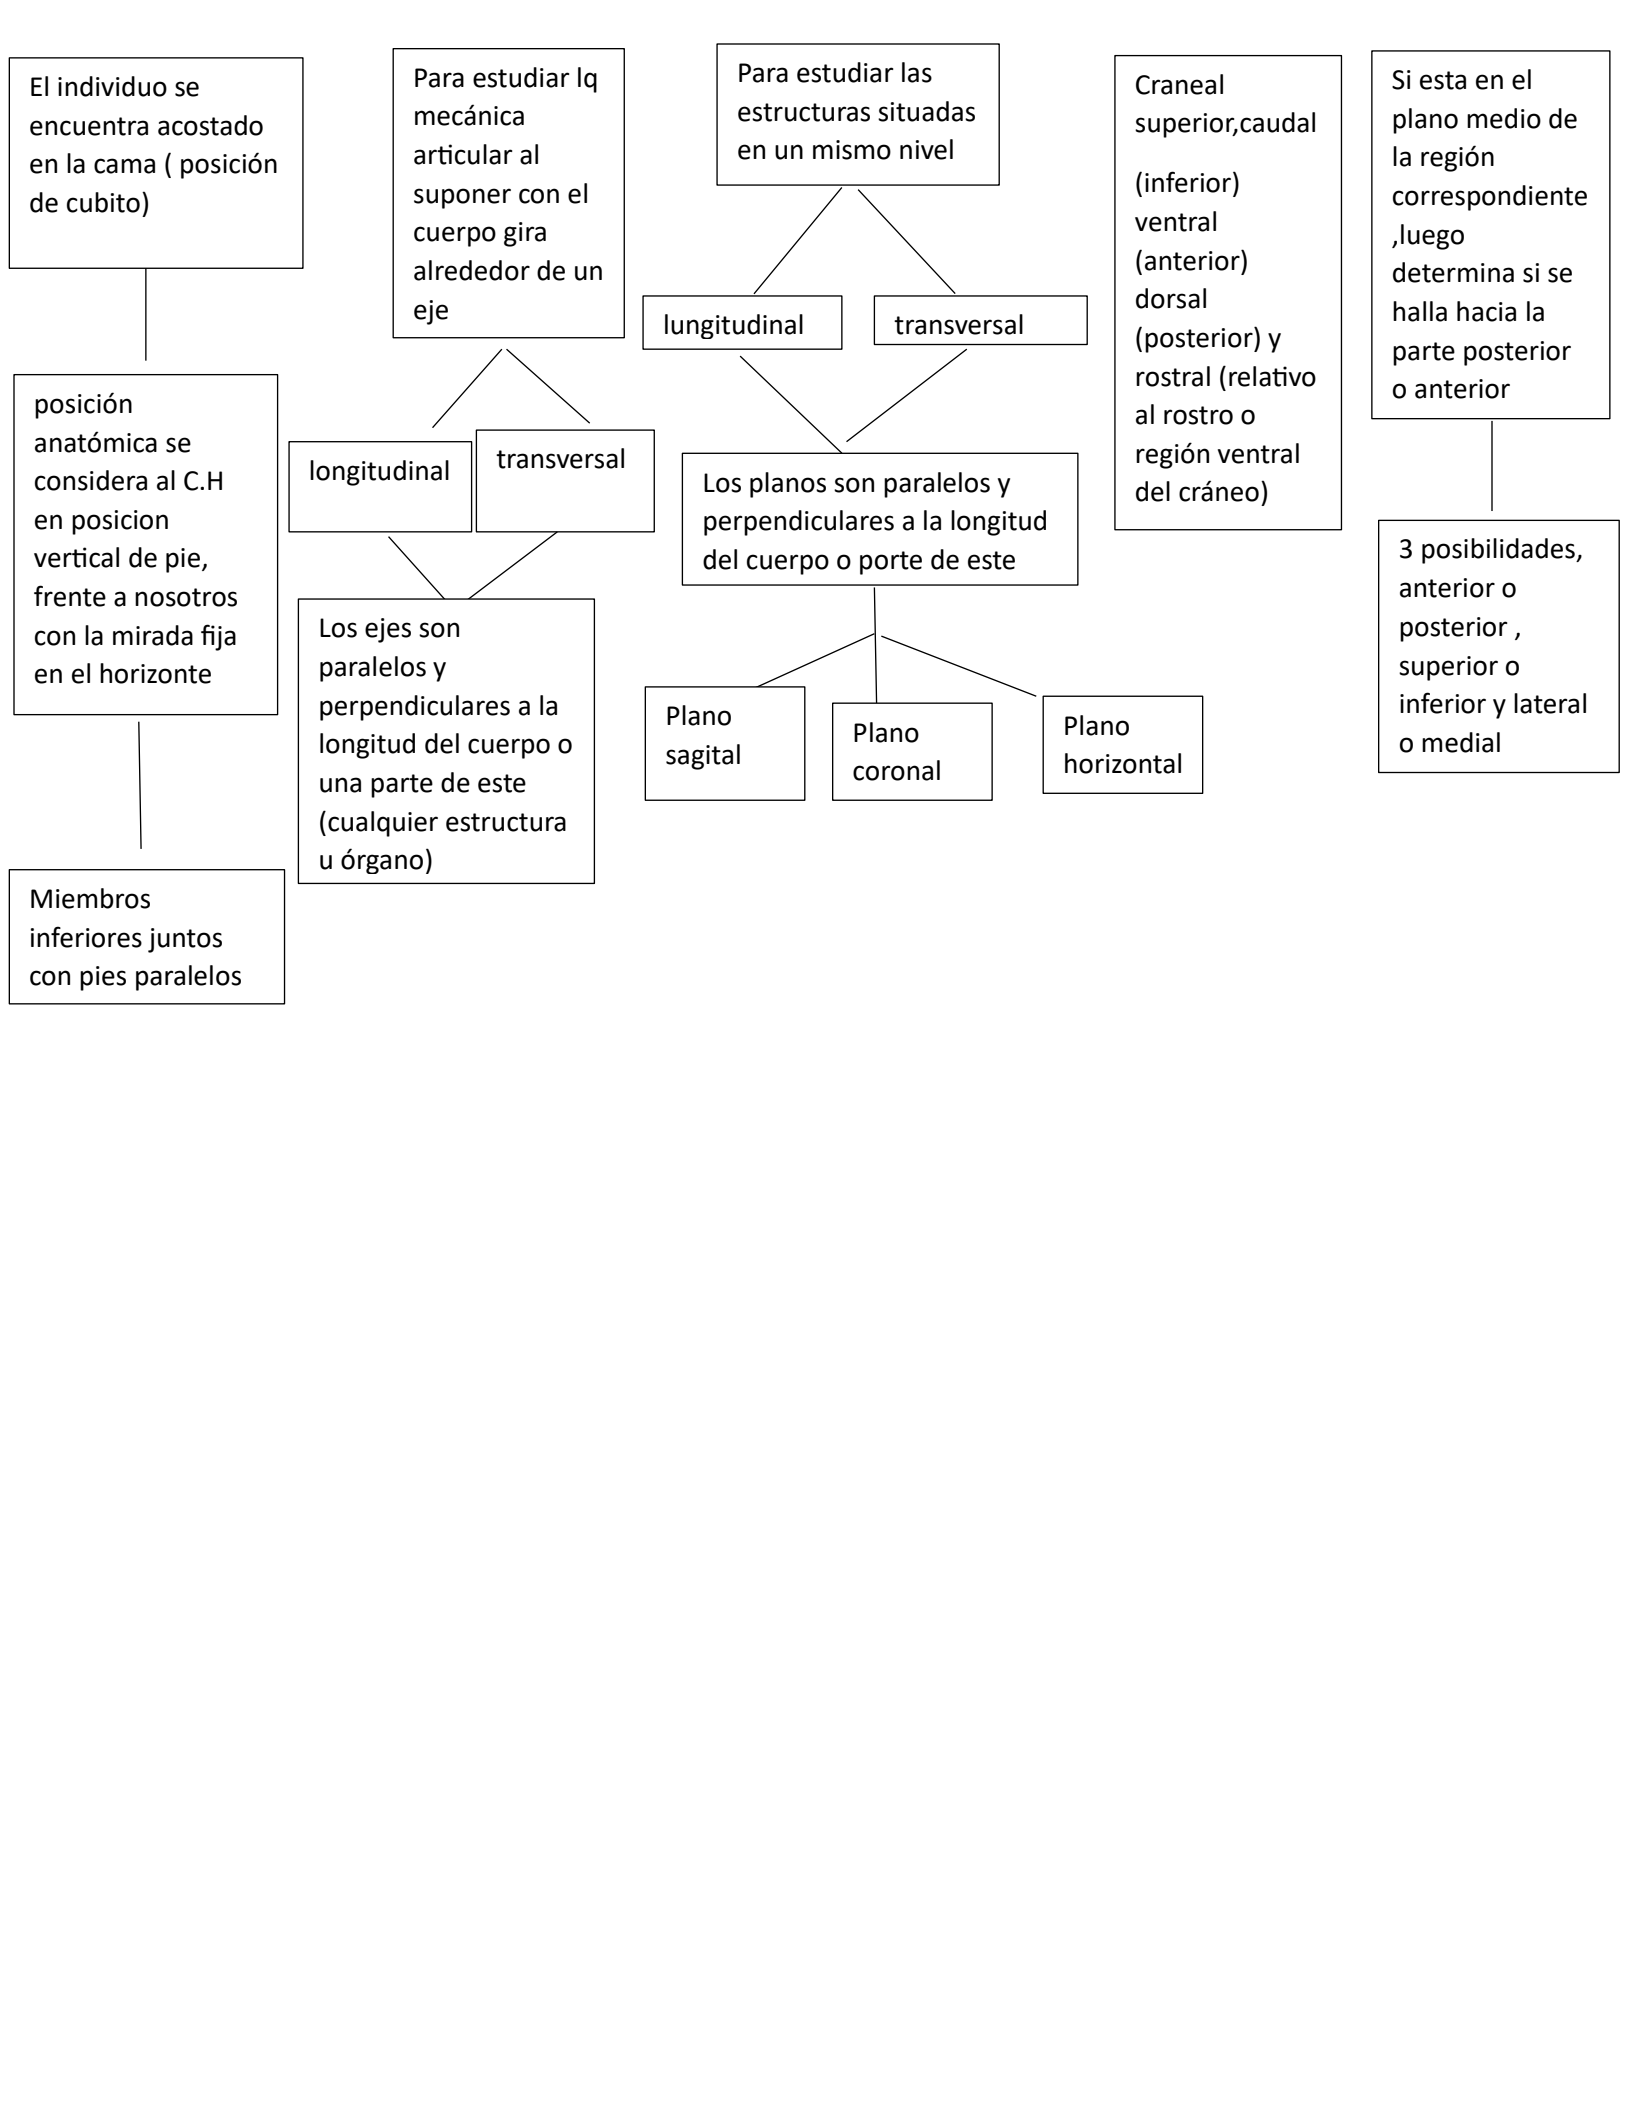 El individuo se
encuentra acostado
en la cama ( posición
de cubito)
posición
anatómica se
considera al C.H
en posicion
vertical de pie,
frente a nosotros
con la mirada fija
en el horizonte
Miembros
inferiores juntos
con pies paralelos
Para estudiar lq
mecánica
articular al
suponer con el
cuerpo gira
alrededor de un
eje
longitudinal
transversal
Los ejes son
paralelos y
perpendiculares a la
longitud del cuerpo o
una parte de este
(cualquier estructura
u órgano)
Para estudiar las
estructuras situadas
en un mismo nivel
lungitudinal
transversal
Los planos son paralelos y
perpendiculares a la longitud
del cuerpo o porte de este
Plano
sagital
Plano
coronal
Plano
horizontal
Craneal
superior,caudal
(inferior)
ventral
(anterior)
dorsal
(posterior) y
rostral (relativo
al rostro o
región ventral
del cráneo)
Si esta en el
plano medio de
la región
correspondiente
,luego
determina si se
halla hacia la
parte posterior
o anterior
3 posibilidades,
anterior o
posterior ,
superior o
inferior y lateral
o medial